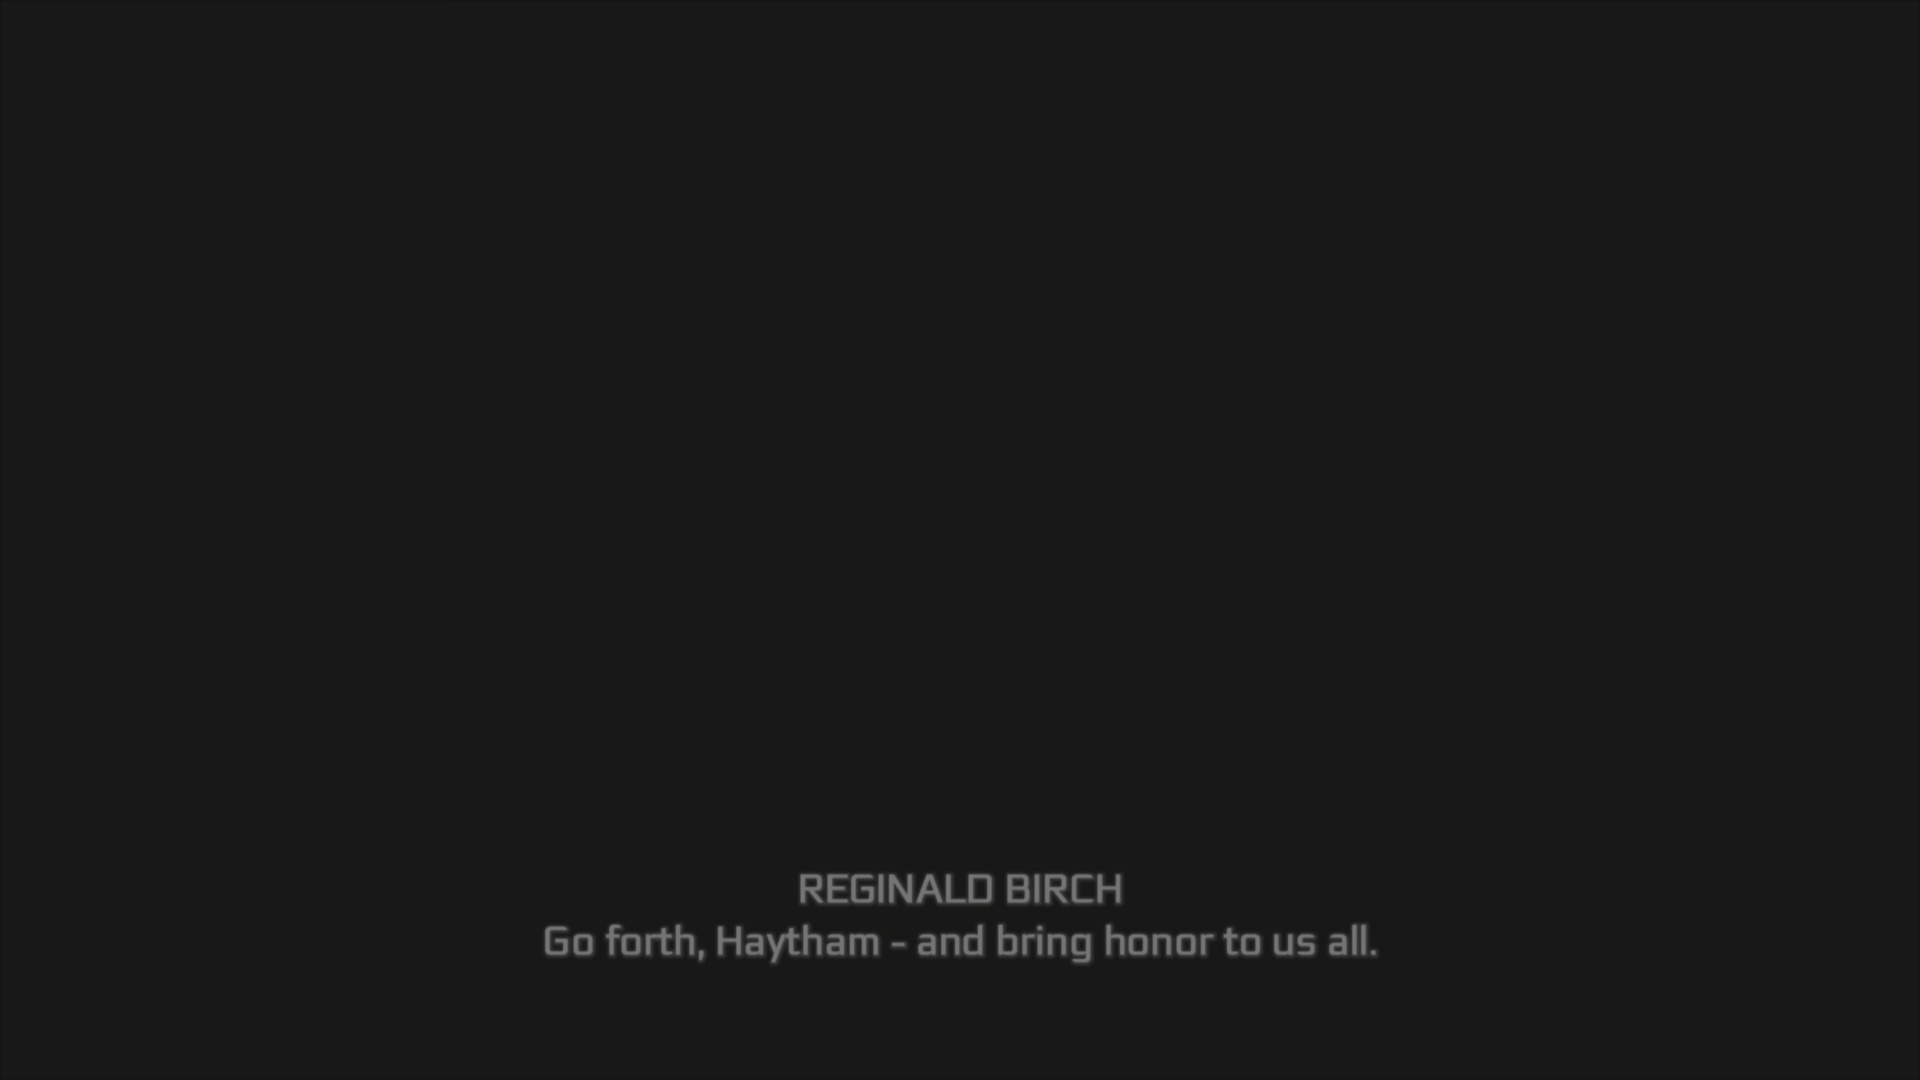 REGINALD BIRCH
Go forth, Haytham - and bring honor to us all.